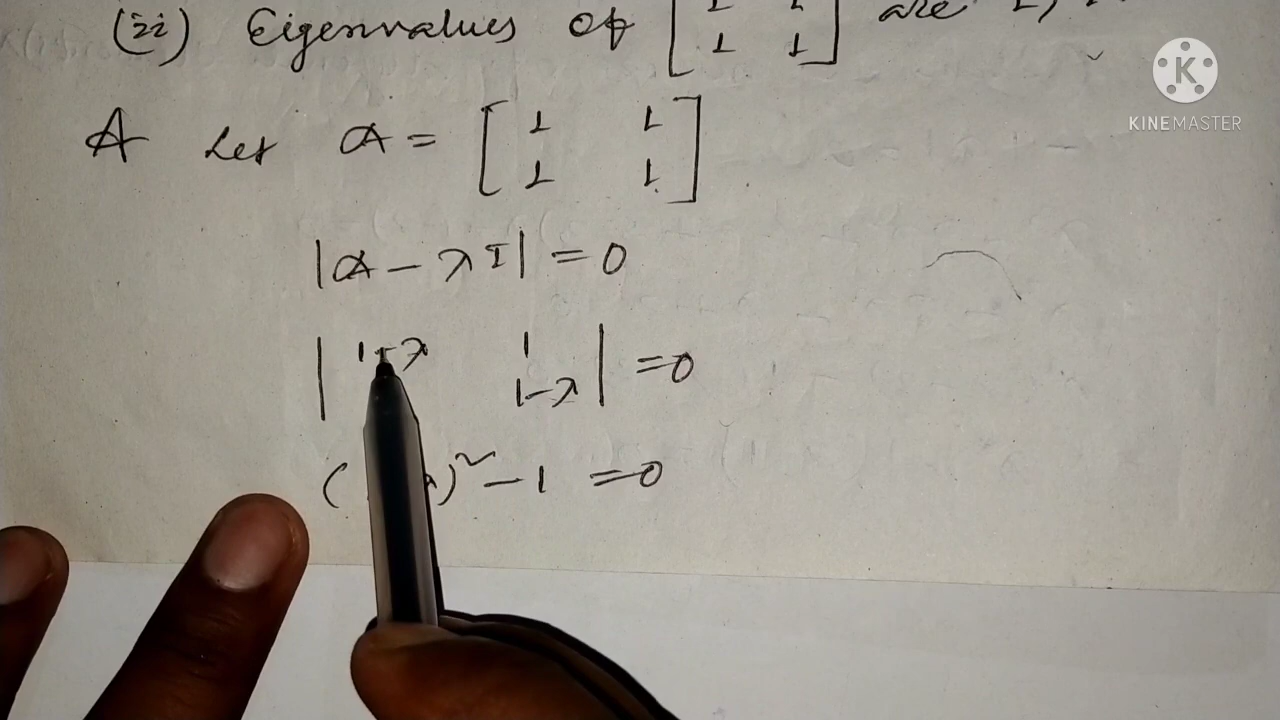 (ii) Eigenvalues of [1 1 are 1,
1 1]
KINEMASTER
A Let A = [1 1
1 1]
|A - λI| = 0
|1-λ 1
1-λ| = 0
( )² - 1 = 0